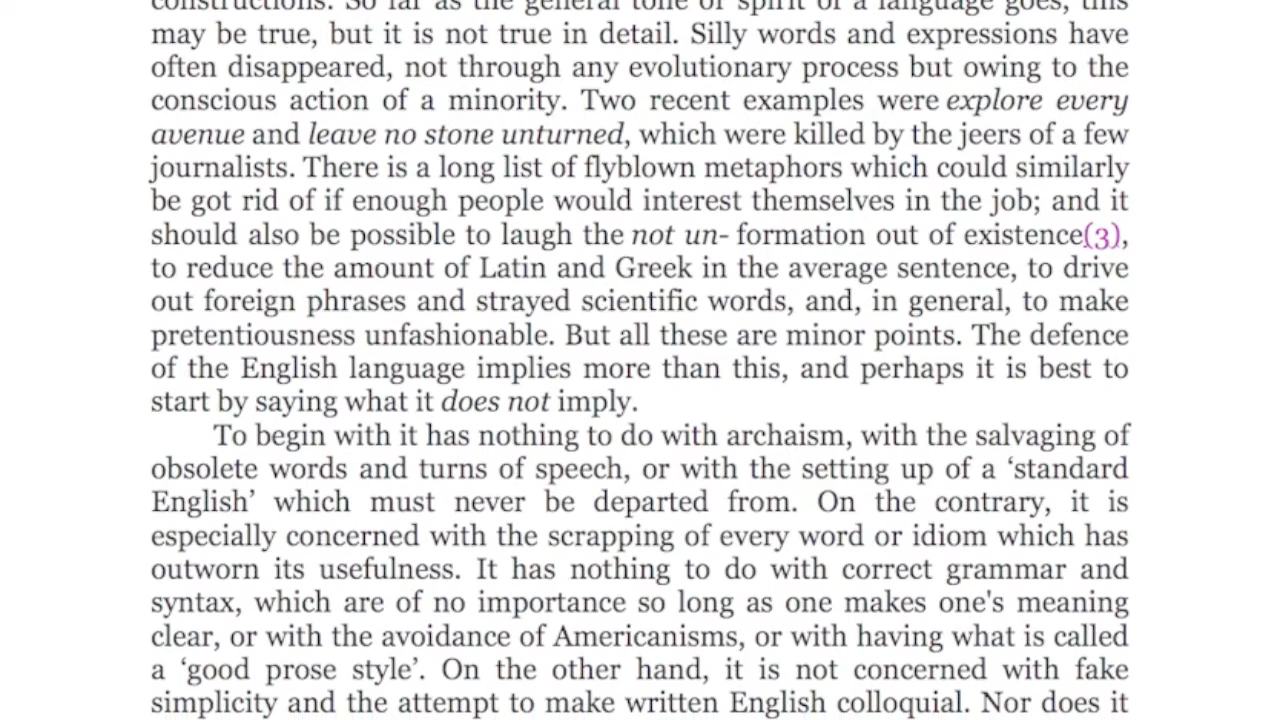 constructions. So far as the general tone or spirit of a language goes, this
may be true, but it is not true in detail. Silly words and expressions have
often disappeared, not through any evolutionary process but owing to the
conscious action of a minority. Two recent examples were explore every
avenue and leave no stone unturned, which were killed by the jeers of a few
journalists. There is a long list of flyblown metaphors which could similarly
be got rid of if enough people would interest themselves in the job; and it
should also be possible to laugh the not un- formation out of existence(3),
to reduce the amount of Latin and Greek in the average sentence, to drive
out foreign phrases and strayed scientific words, and, in general, to make
pretentiousness unfashionable. But all these are minor points. The defence
of the English language implies more than this, and perhaps it is best to
start by saying what it does not imply.
To begin with it has nothing to do with archaism, with the salvaging of
obsolete words and turns of speech, or with the setting up of a ‘standard
English’ which must never be departed from. On the contrary, it is
especially concerned with the scrapping of every word or idiom which has
outworn its usefulness. It has nothing to do with correct grammar and
syntax, which are of no importance so long as one makes one's meaning
clear, or with the avoidance of Americanisms, or with having what is called
a ‘good prose style’. On the other hand, it is not concerned with fake
simplicity and the attempt to make written English colloquial. Nor does it